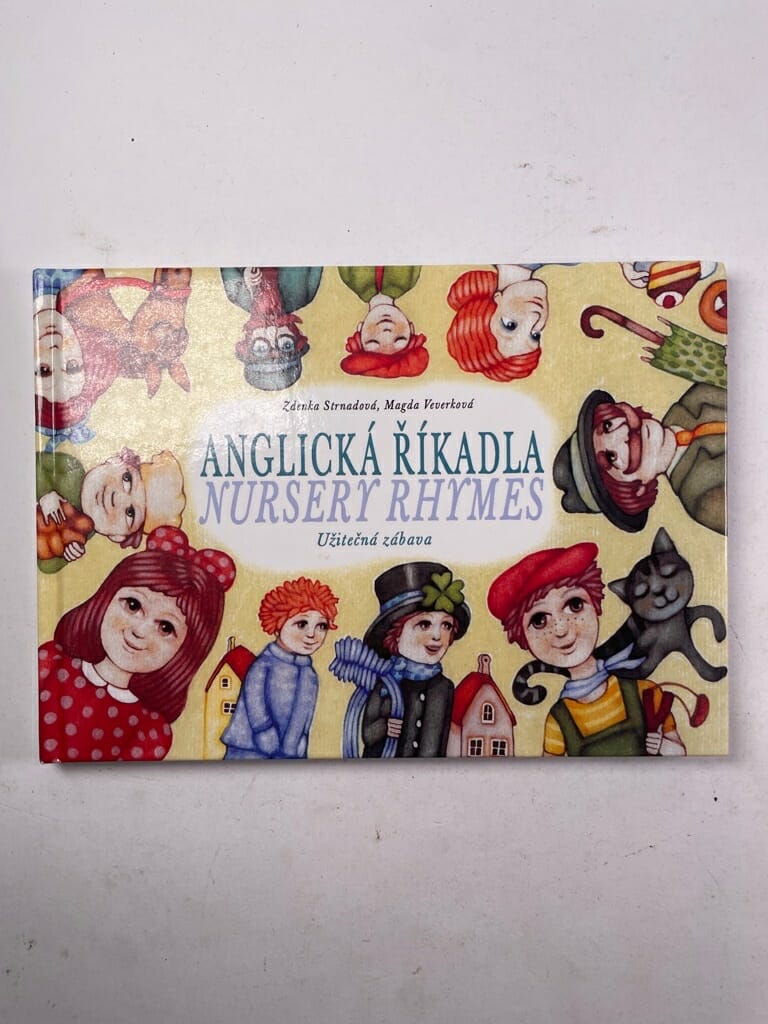 Zdenka Strnadová, Magda Veverková
ANGLICKÁ ŘÍKADLA
NURSERY RHYMES
Užitečná zábava